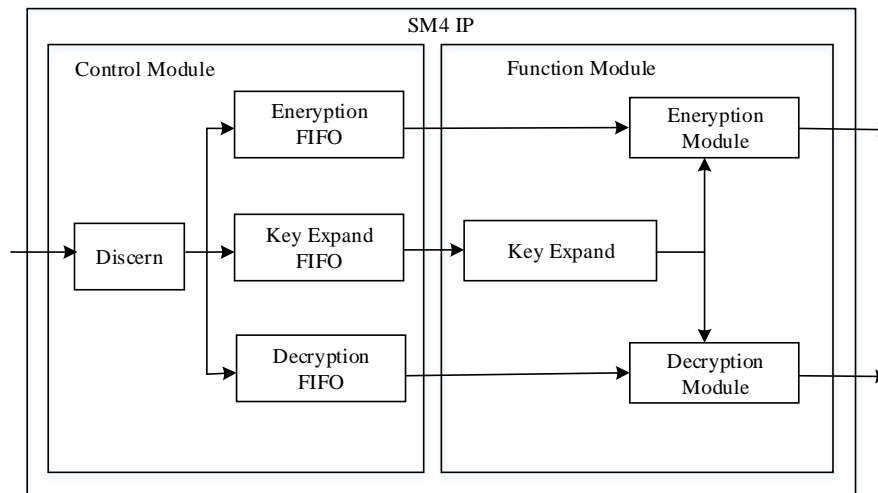 SM4 IP
Control Module
Function Module
Eneryption
FIFO
Eneryption
Module
Discern
Key Expand
FIFO
Key Expand
Decryption
FIFO
Decryption
Module